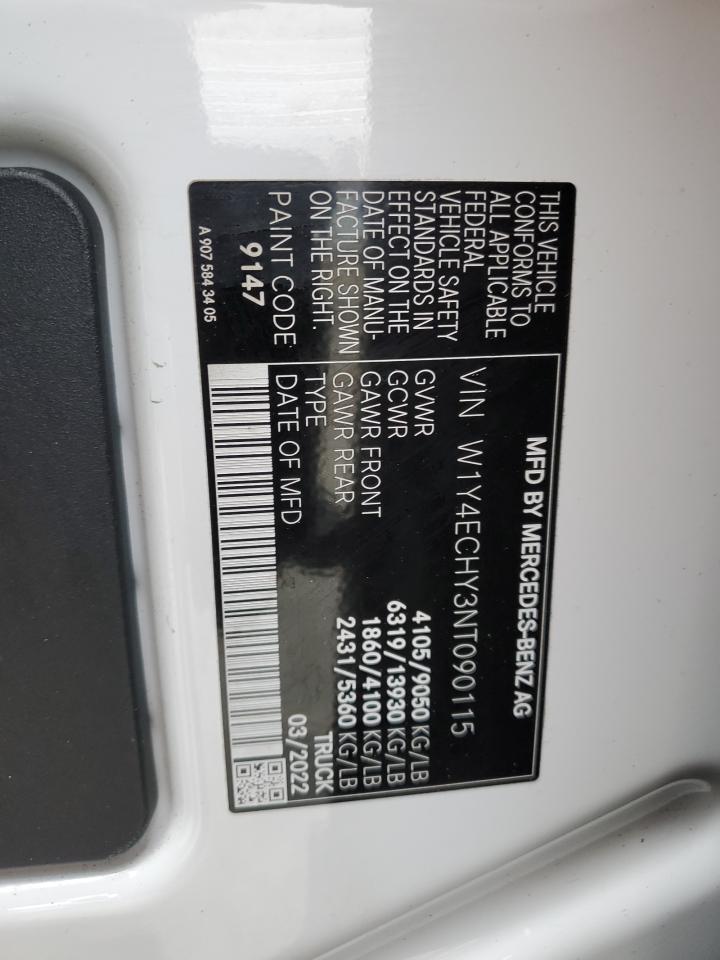 MFD BY MERCEDES-BENZ AG
THIS VEHICLE
CONFORMS TO
ALL APPLICABLE
FEDERAL
VEHICLE SAFETY
STANDARDS IN
EFFECT ON THE
DATE OF MANU-
FACTURE SHOWN
ON THE RIGHT.
PAINT CODE
9147
VIN W1Y4ECHY3NT090115
GVWR 4105/9050 KG/LB
GCWR 6319/13930 KG/LB
GAWR FRONT 1860/4100 KG/LB
GAWR REAR 2431/5360 KG/LB
TYPE TRUCK
DATE OF MFD 03/2022
A 907 584 34 05